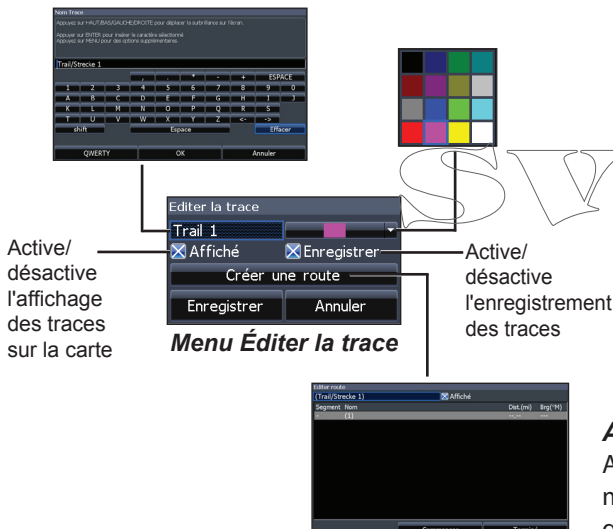 Nom Trace
Appuyez sur HAUT/BAS/GAUCHE/DROITE pour déplacer la surbrillance sur l'écran.
Appuyer sur ENTER pour insérer le caractère sélectionné
Appuyez sur MENU pour des options supplémentaires.
Trail/Strecke 1
, . * - + ESPACE
1 2 3 4 5 6 7 8 9 0
A B C D E F G H I J
K L M N O P Q R S
T U V W X Y Z <- ->
shift Espace Effacer
QWERTY OK Annuler
SV
Editer la trace
Trail 1
Affiché Enregistrer
Créer une route
Enregistrer Annuler
Active/
désactive
l'affichage
des traces
sur la carte
Active/
désactive
l'enregistrement
des traces
Menu Éditer la trace
Editer route
(Trail/Strecke 1) Affiché
Segment Nom Dist.(mi) Brg(°M)
- (1) --.-- ---
A
A